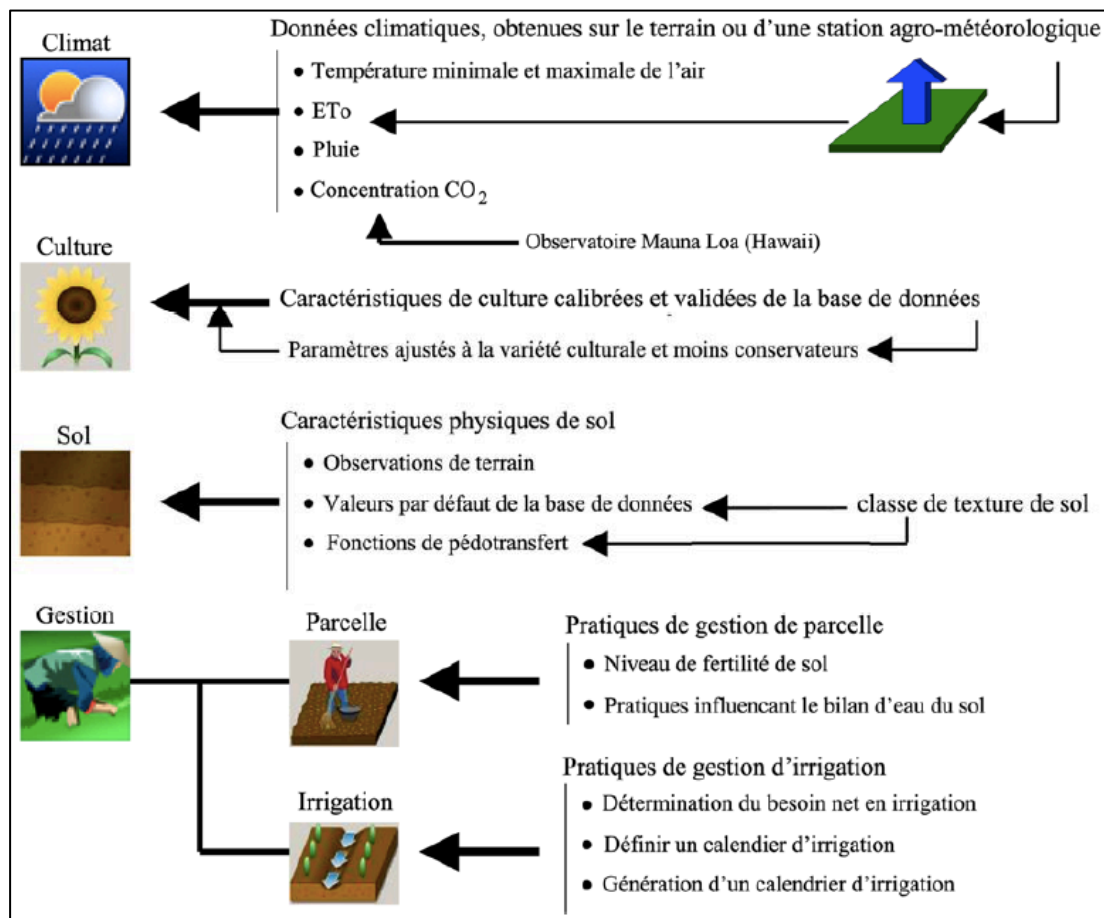 Climat
Données climatiques, obtenues sur le terrain ou d'une station agro-météorologique
• Température minimale et maximale de l'air
• ETo
• Pluie
• Concentration CO2
Observatoire Mauna Loa (Hawaii)
Culture
Caractéristiques de culture calibrées et validées de la base de données
Paramètres ajustés à la variété culturale et moins conservateurs
Sol
Caractéristiques physiques de sol
• Observations de terrain
• Valeurs par défaut de la base de données
classe de texture de sol
• Fonctions de pédotransfert
Gestion
Parcelle
Pratiques de gestion de parcelle
• Niveau de fertilité de sol
• Pratiques influencant le bilan d'eau du sol
Irrigation
Pratiques de gestion d'irrigation
• Détermination du besoin net en irrigation
• Définir un calendier d'irrigation
• Génération d'un calendrier d'irrigation